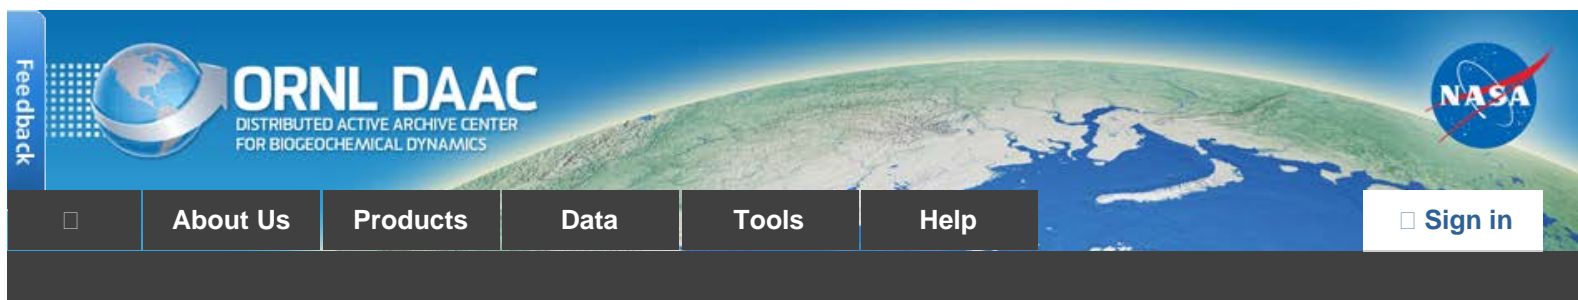 Feedback
ORNL DAAC
DISTRIBUTED ACTIVE ARCHIVE CENTER
FOR BIOGEOCHEMICAL DYNAMICS
NASA
About Us Products Data Tools Help Sign in